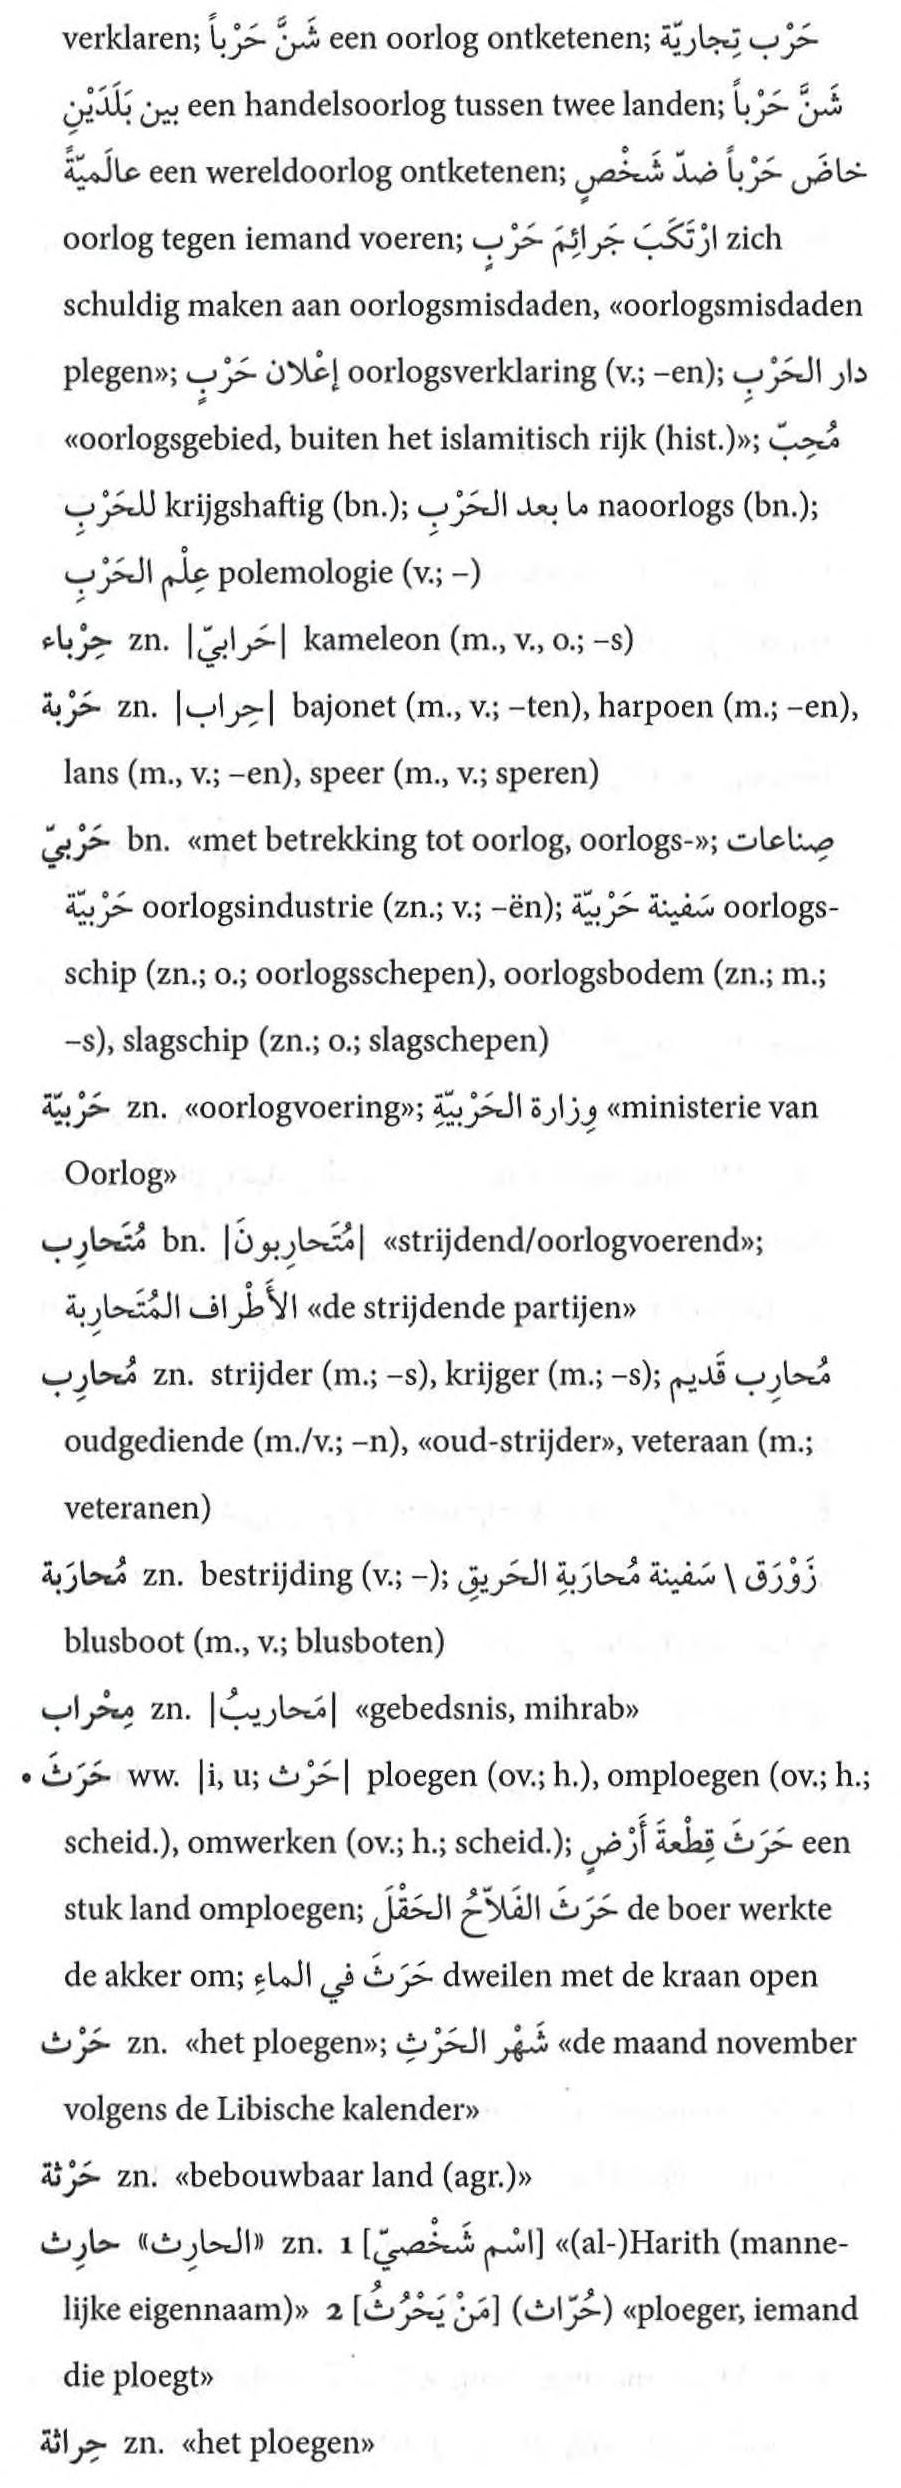 verklaren; شَنَّ حَرْباً een oorlog ontketenen; حَرْب تِجاريّة
بين بَلَدَيْنِ een handelsoorlog tussen twee landen; شَنَّ حَرْباً
عالَميّةً een wereldoorlog ontketenen; خاضَ حَرْباً ضدّ شَخْصٍ
oorlog tegen iemand voeren; ارْتَكَبَ جَرائِمَ حَرْبٍ zich
schuldig maken aan oorlogsmisdaden, «oorlogsmisdaden
plegen»; إعْلان حَرْبٍ oorlogsverklaring (v.; –en); دار الحَرْبِ
«oorlogsgebied, buiten het islamitisch rijk (hist.)»; مُحِبّ
للحَرْبِ krijgshaftig (bn.); ما بعد الحَرْبِ naoorlogs (bn.);
عِلْم الحَرْبِ polemologie (v.; –)
حِرْباء zn. |حَرابيّ| kameleon (m., v., o.; –s)
حَرْبة zn. |حِراب| bajonet (m., v.; –ten), harpoen (m.; –en),
lans (m., v.; –en), speer (m., v.; speren)
حَرْبيّ bn. «met betrekking tot oorlog, oorlogs-»; صِناعات
حَرْبيّة oorlogsindustrie (zn.; v.; –ën); سَفينة حَرْبيّة oorlogs-
schip (zn.; o.; oorlogsschepen), oorlogsbodem (zn.; m.;
–s), slagschip (zn.; o.; slagschepen)
حَرْبيّة zn. «oorlogvoering»; وِزارة الحَرْبيّةِ «ministerie van
Oorlog»
مُتَحارِب bn. |مُتَحارِبونَ| «strijdend/oorlogvoerend»;
الأَطْراف المُتَحارِبة «de strijdende partijen»
مُحارِب zn. strijder (m.; –s), krijger (m.; –s); مُحارِب قَديم
oudgediende (m./v.; –n), «oud-strijder», veteraan (m.;
veteranen)
مُحارَبة zn. bestrijding (v.; –); زَوْرَق \ سَفينة مُحارَبةِ الحَريقِ
blusboot (m., v.; blusboten)
مِحْراب zn. |مَحاريبُ| «gebedsnis, mihrab»
• حَرَثَ ww. |i, u; حَرْث| ploegen (ov.; h.), omploegen (ov.; h.;
scheid.), omwerken (ov.; h.; scheid.); حَرَثَ قِطْعةَ أَرْضٍ een
stuk land omploegen; حَرَثَ الفَلاّحُ الحَقْلَ de boer werkte
de akker om; حَرَثَ في الماءِ dweilen met de kraan open
حَرْث zn. «het ploegen»; شَهْر الحَرْثِ «de maand november
volgens de Libische kalender»
حَرْثة zn. «bebouwbaar land (agr.)»
حارِث «الحارِث» zn. 1 [اسْم شَخْصيّ] «(al-)Harith (manne-
lijke eigennaam)» 2 [مَنْ يَحْرُثُ] (حُرّاث) «ploeger, iemand
die ploegt»
حِراثة zn. «het ploegen»